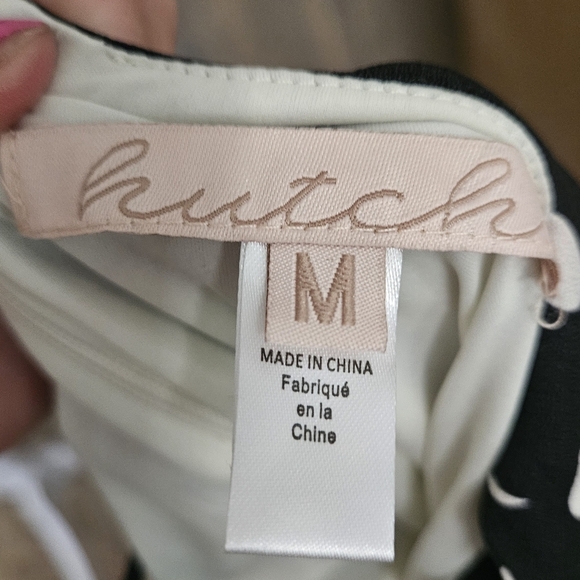 hutch
M
MADE IN CHINA
Fabriqué
en la
Chine